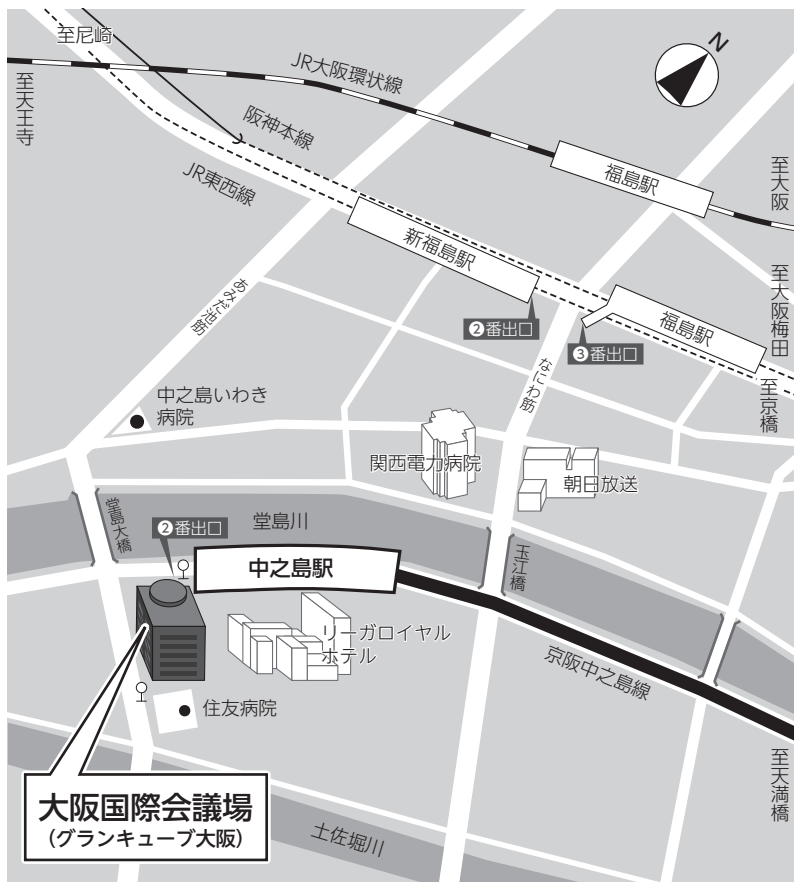 至尼崎
N
JR大阪環状線
至天王寺
阪神本線
JR東西線
福島駅
至大阪
新福島駅
あみだ池筋
❷番出口
❸番出口
福島駅
至大阪梅田
至京橋
なにわ筋
中之島いわき
病院
関西電力病院
朝日放送
堂島大橋
❷番出口
堂島川
中之島駅
玉江橋
リーガロイヤル
ホテル
京阪中之島線
住友病院
至天満橋
大阪国際会議場
(グランキューブ大阪)
土佐堀川